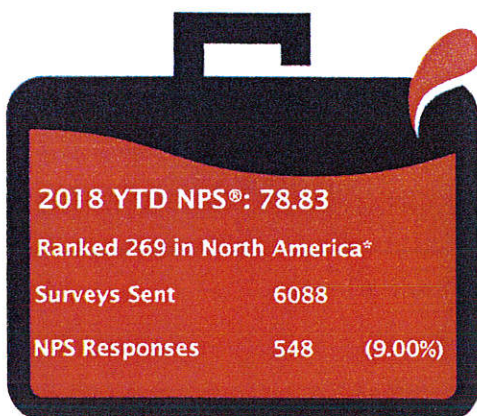 2018 YTD NPS®: 78.83
Ranked 269 in North America*
Surveys Sent 6088
NPS Responses 548 (9.00%)